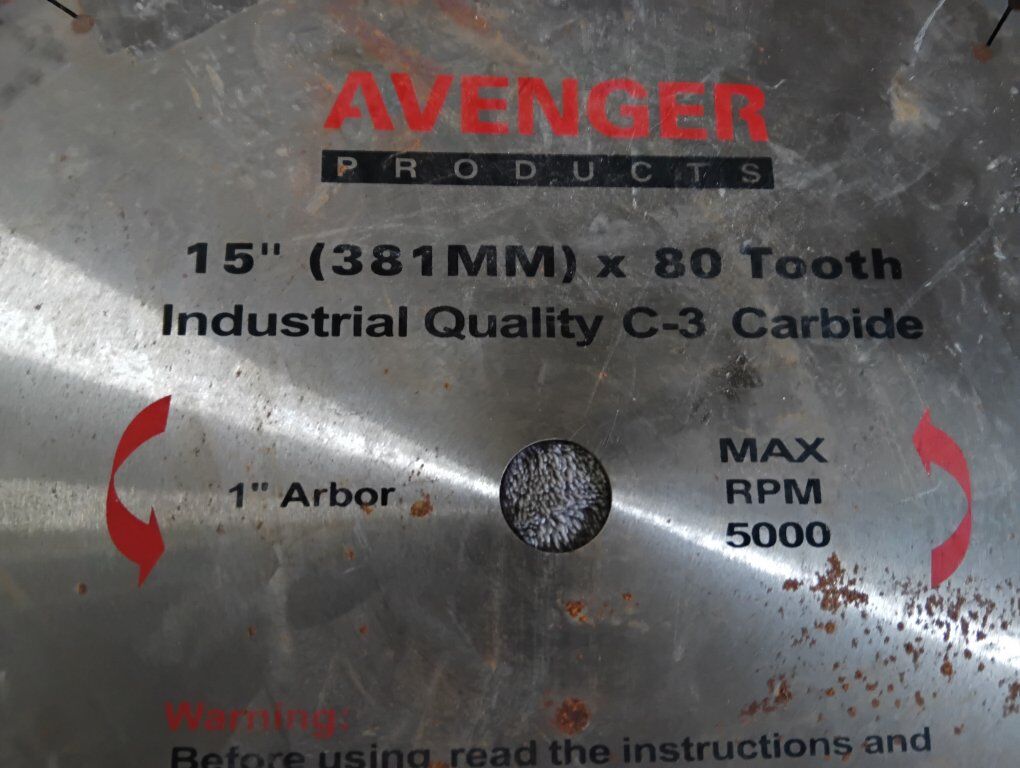 AVENGER
PRODUCTS
15" (381MM) x 80 Tooth
Industrial Quality C-3 Carbide
1" Arbor
MAX
RPM
5000
Warning:
Before using read the instructions and